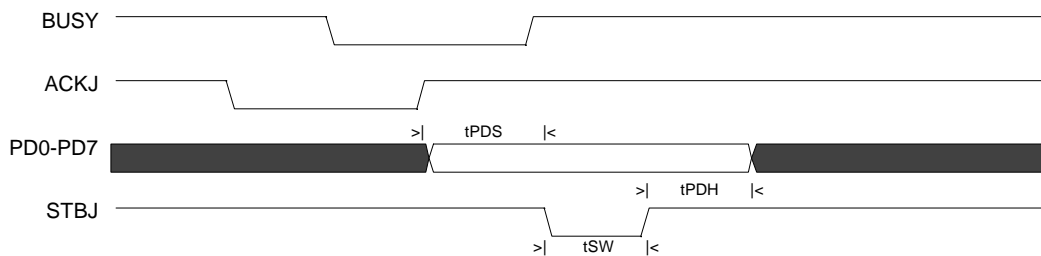 BUSY
ACKJ
>| tPDS |<
PD0-PD7
>| tPDH |<
STBJ
>| tSW |<